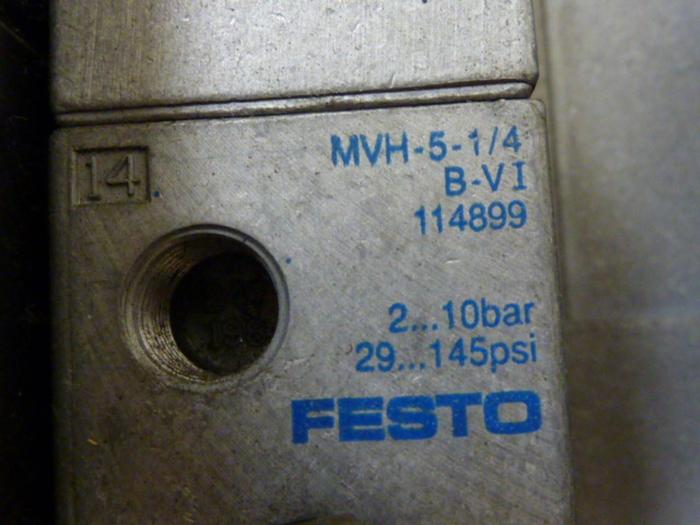 14
MVH-5-1/4
B-VI
114899
2...10bar
29...145psi
FESTO